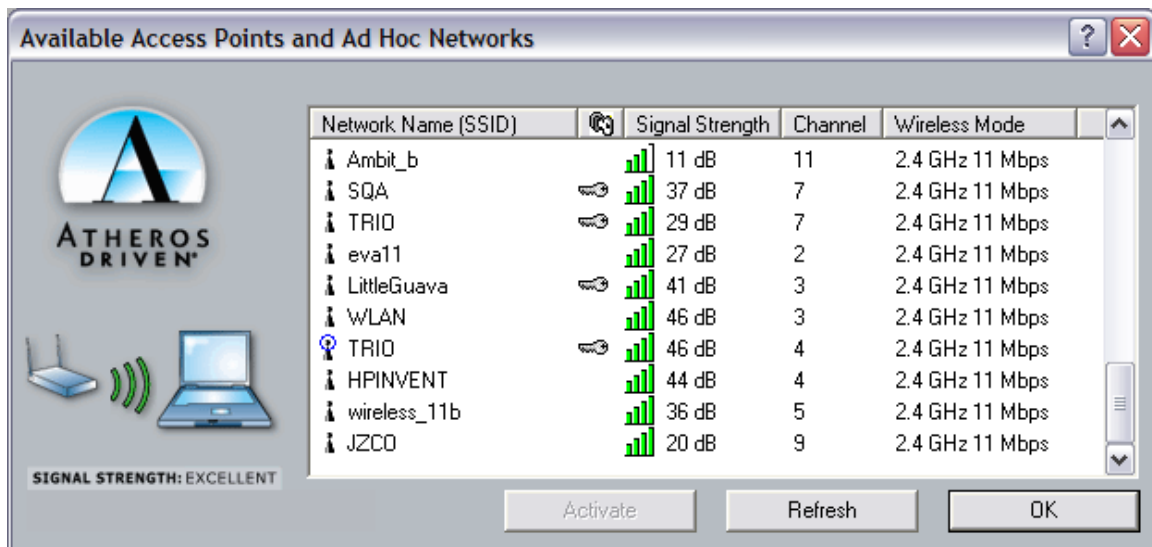 Available Access Points and Ad Hoc Networks
Network Name (SSID) Signal Strength Channel Wireless Mode
Ambit_b 11 dB 11 2.4 GHz 11 Mbps
SQA 37 dB 7 2.4 GHz 11 Mbps
TRIO 29 dB 7 2.4 GHz 11 Mbps
eva11 27 dB 2 2.4 GHz 11 Mbps
LittleGuava 41 dB 3 2.4 GHz 11 Mbps
WLAN 46 dB 3 2.4 GHz 11 Mbps
TRIO 46 dB 4 2.4 GHz 11 Mbps
HPINVENT 44 dB 4 2.4 GHz 11 Mbps
wireless_11b 36 dB 5 2.4 GHz 11 Mbps
JZCO 20 dB 9 2.4 GHz 11 Mbps
ATHEROS
DRIVEN®
SIGNAL STRENGTH: EXCELLENT
Activate Refresh OK